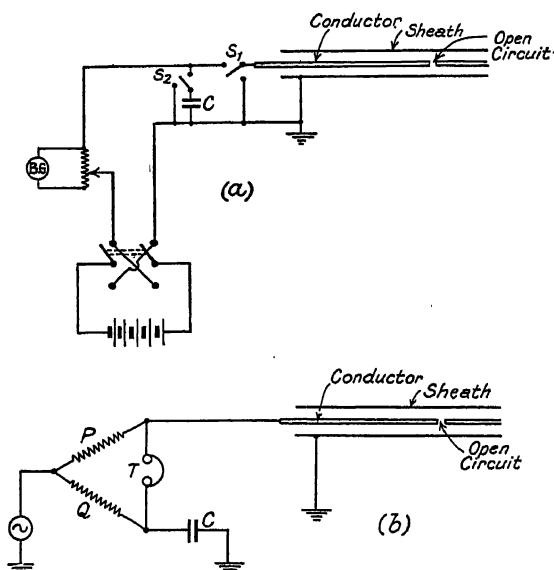 Conductor
Sheath
Open
Circuit
S1
S2
C
B.G
(a)
Conductor
Sheath
Open
Circuit
P
T
Q
C
(b)